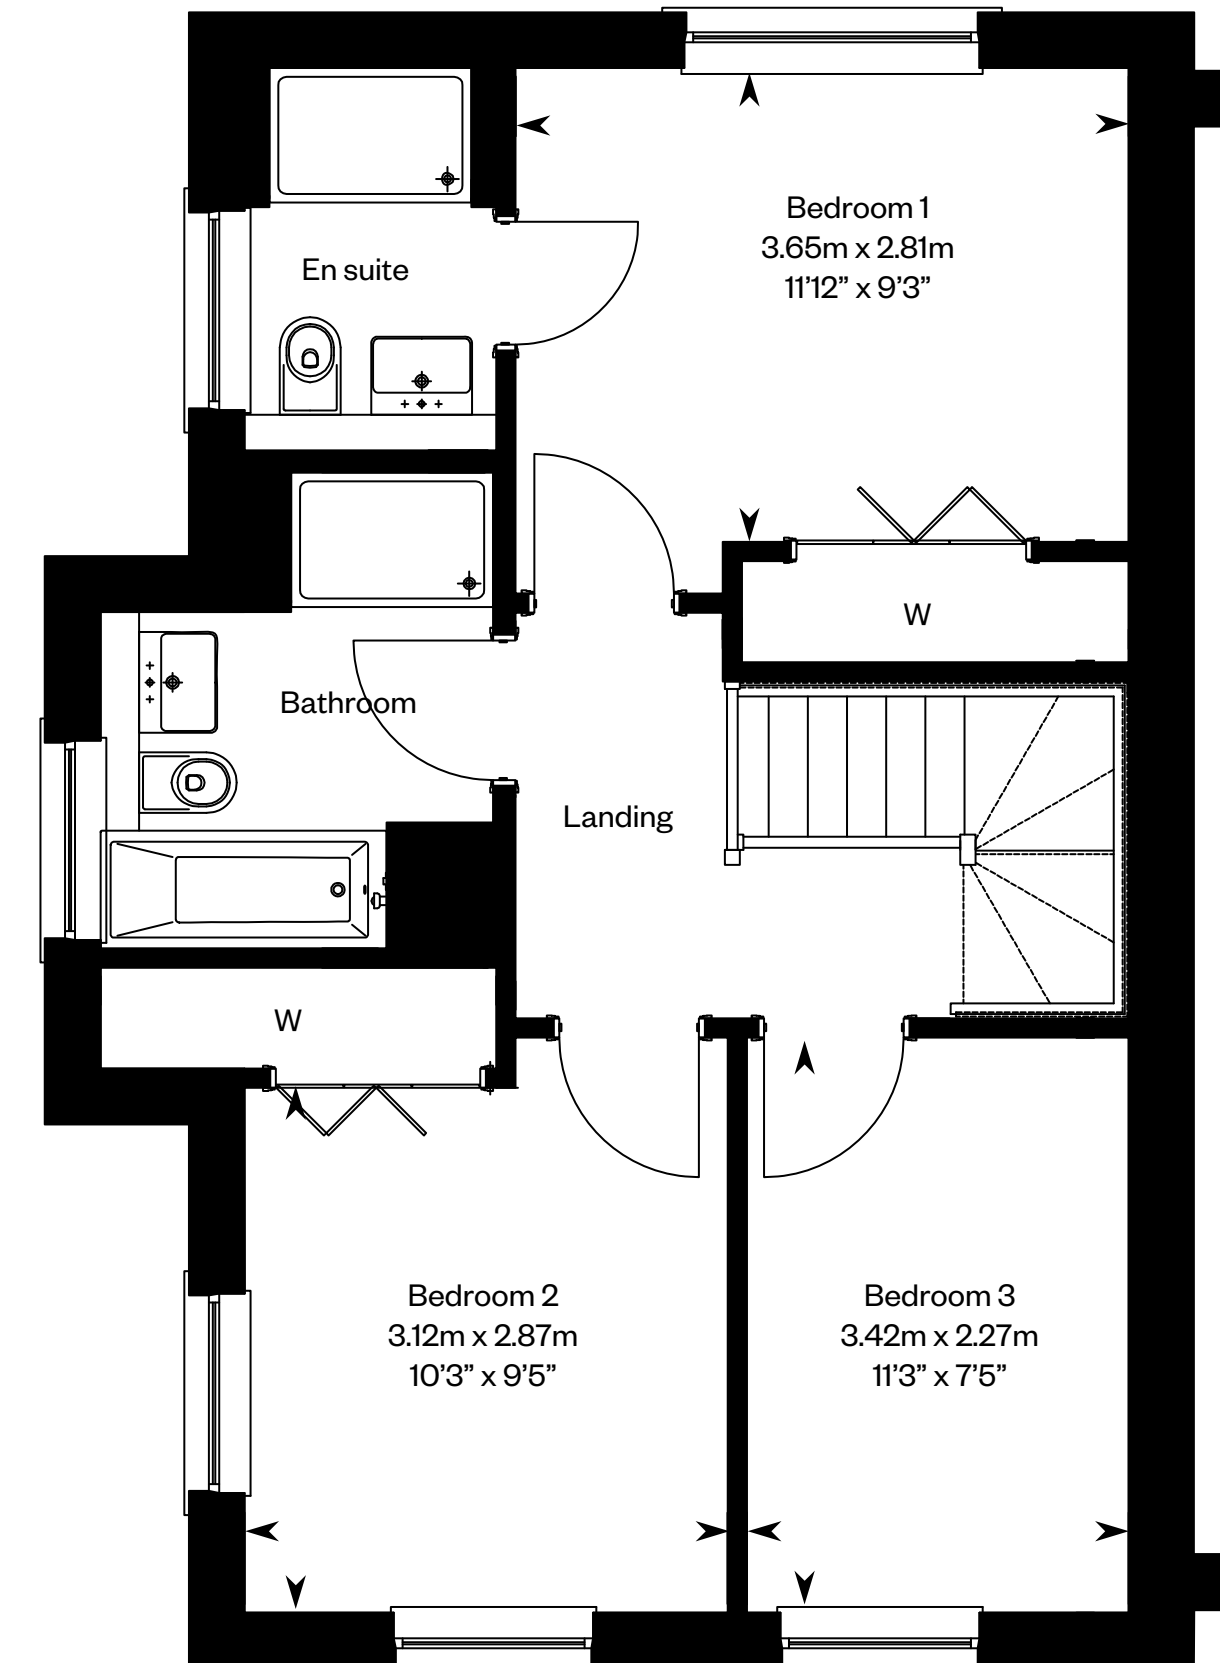 Bedroom 1
3.65m x 2.81m
11’12” x 9’3”
En suite
W
Bathroom
Landing
W
Bedroom 2
3.12m x 2.87m
10’3” x 9’5”
Bedroom 3
3.42m x 2.27m
11’3” x 7’5”